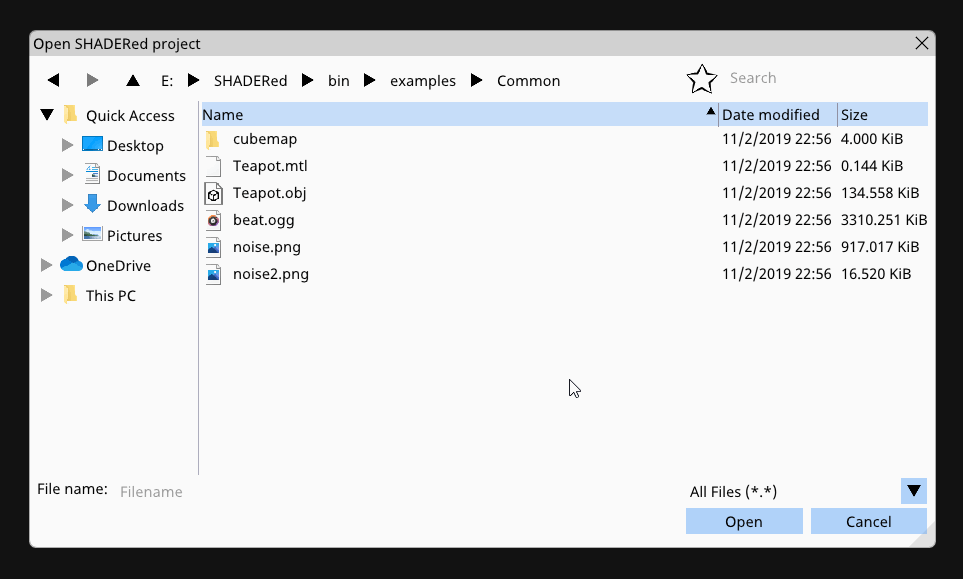 Open SHADERed project
E: SHADERed bin examples Common Search
Quick Access
Desktop
Documents
Downloads
Pictures
OneDrive
This PC
Name Date modified Size
cubemap 11/2/2019 22:56 4.000 KiB
Teapot.mtl 11/2/2019 22:56 0.144 KiB
Teapot.obj 11/2/2019 22:56 134.558 KiB
beat.ogg 11/2/2019 22:56 3310.251 KiB
noise.png 11/2/2019 22:56 917.017 KiB
noise2.png 11/2/2019 22:56 16.520 KiB
File name: Filename All Files (*.*)
Open Cancel